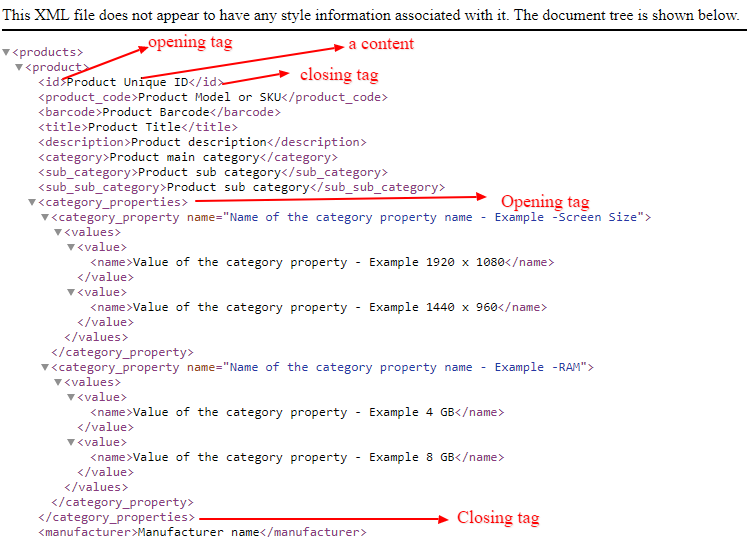 This XML file does not appear to have any style information associated with it. The document tree is shown below.
opening tag
a content
▼<products>
▼<product>
closing tag
<id>Product Unique ID</id>
<product_code>Product Model or SKU</product_code>
<barcode>Product Barcode</barcode>
<title>Product Title</title>
<description>Product description</description>
<category>Product main category</category>
<sub_category>Product sub category</sub_category>
<sub_sub_category>Product sub category</sub_sub_category>
▼<category_properties>
Opening tag
▼<category_property name="Name of the category property name - Example -Screen Size">
▼<values>
▼<value>
<name>Value of the category property - Example 1920 x 1080</name>
</value>
▼<value>
<name>Value of the category property - Example 1440 x 960</name>
</value>
</values>
</category_property>
▼<category_property name="Name of the category property name - Example -RAM">
▼<values>
▼<value>
<name>Value of the category property - Example 4 GB</name>
</value>
▼<value>
<name>Value of the category property - Example 8 GB</name>
</value>
</values>
</category_property>
</category_properties>
Closing tag
<manufacturer>Manufacturer name</manufacturer>